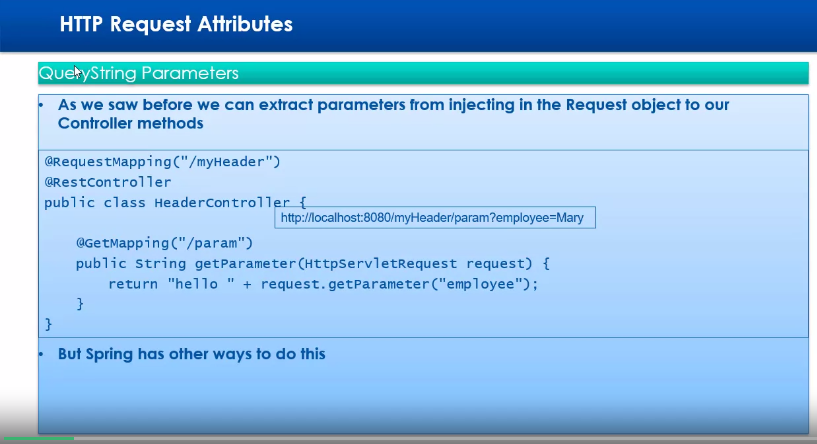 HTTP Request Attributes
QueryString Parameters
• As we saw before we can extract parameters from injecting in the Request object to our
Controller methods
@RequestMapping("/myHeader")
@RestController
public class HeaderController {
http://localhost:8080/myHeader/param?employee=Mary
@GetMapping("/param")
public String getParameter(HttpServletRequest request) {
return "hello " + request.getParameter("employee");
}
}
• But Spring has other ways to do this